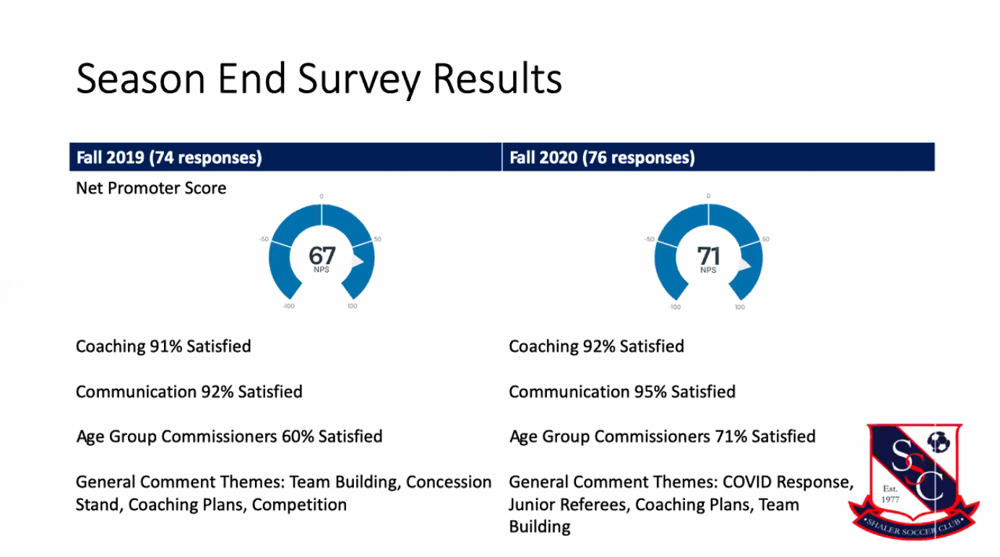 Season End Survey Results
Fall 2019 (74 responses)
Fall 2020 (76 responses)
Net Promoter Score
0
-50
50
67
NPS
-100
100
0
-50
50
71
NPS
-100
100
Coaching 91% Satisfied
Coaching 92% Satisfied
Communication 92% Satisfied
Communication 95% Satisfied
Age Group Commissioners 60% Satisfied
Age Group Commissioners 71% Satisfied
General Comment Themes: Team Building, Concession
Stand, Coaching Plans, Competition
General Comment Themes: COVID Response,
Junior Referees, Coaching Plans, Team
Building
SSC
Est.
1977
•SHALER SOCCER CLUB•